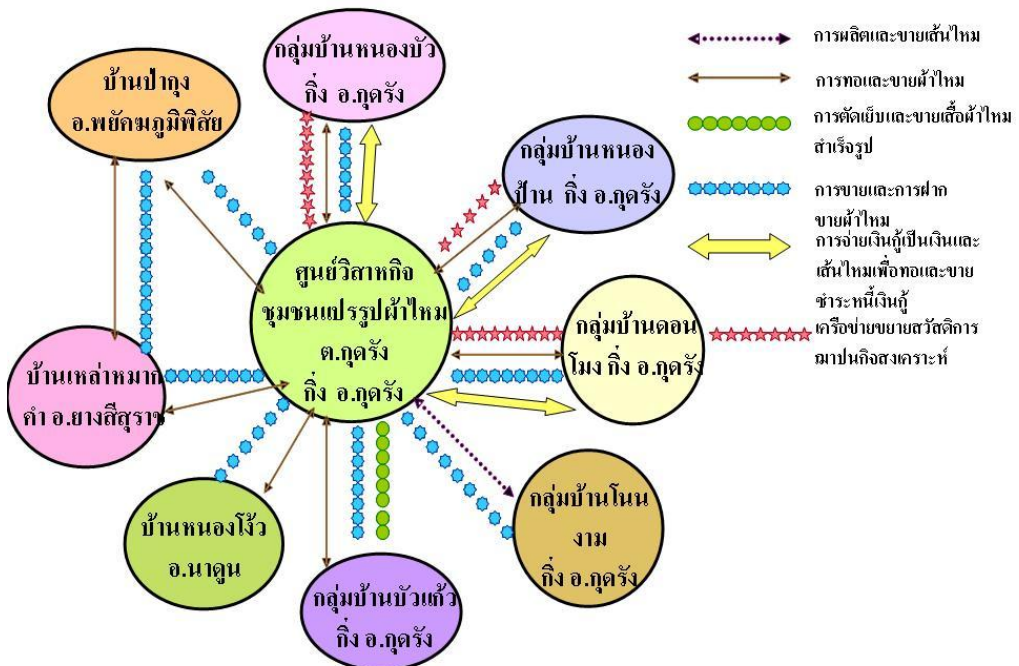 กลุ่มบ้านหนองบัว
กิ่ง อ.กุดรัง
บ้านป่ากุง
อ.พยัคฆภูมิพิสัย
กลุ่มบ้านหนอง
ป้าน กิ่ง อ.กุดรัง
ศูนย์วิสาหกิจ
ชุมชนแปรรูปผ้าไหม
ต.กุดรัง
กิ่ง อ.กุดรัง
กลุ่มบ้านดอน
โมง กิ่ง อ.กุดรัง
บ้านเหล่าหมาก
คำ อ.ยางสีสุราช
บ้านหนองโง้ว
อ.นาดูน
กลุ่มบ้านบัวแก้ว
กิ่ง อ.กุดรัง
กลุ่มบ้านโนน
งาม
กิ่ง อ.กุดรัง
การผลิตและขายเส้นไหม
การทอและขายผ้าไหม
การตัดเย็บและขายเสื้อผ้าไหม
สำเร็จรูป
การขายและการฝาก
ขายผ้าไหม
การจ่ายเงินกู้เป็นเงินและ
เส้นไหมเพื่อทอและขาย
ชำระหนี้เงินกู้
เครือข่ายขยายสวัสดิการ
ฌาปนกิจสงเคราะห์